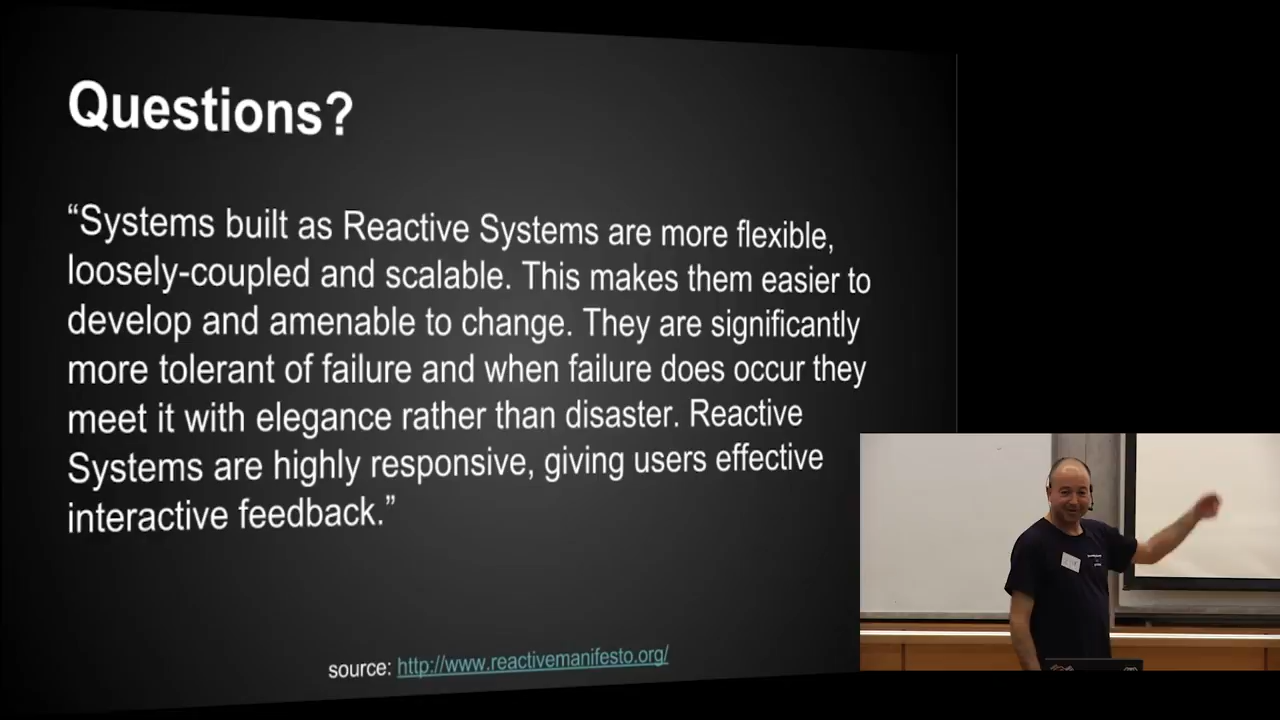 Questions?
“Systems built as Reactive Systems are more flexible,
loosely-coupled and scalable. This makes them easier to
develop and amenable to change. They are significantly
more tolerant of failure and when failure does occur they
meet it with elegance rather than disaster. Reactive
Systems are highly responsive, giving users effective
interactive feedback.”
source: http://www.reactivemanifesto.org/